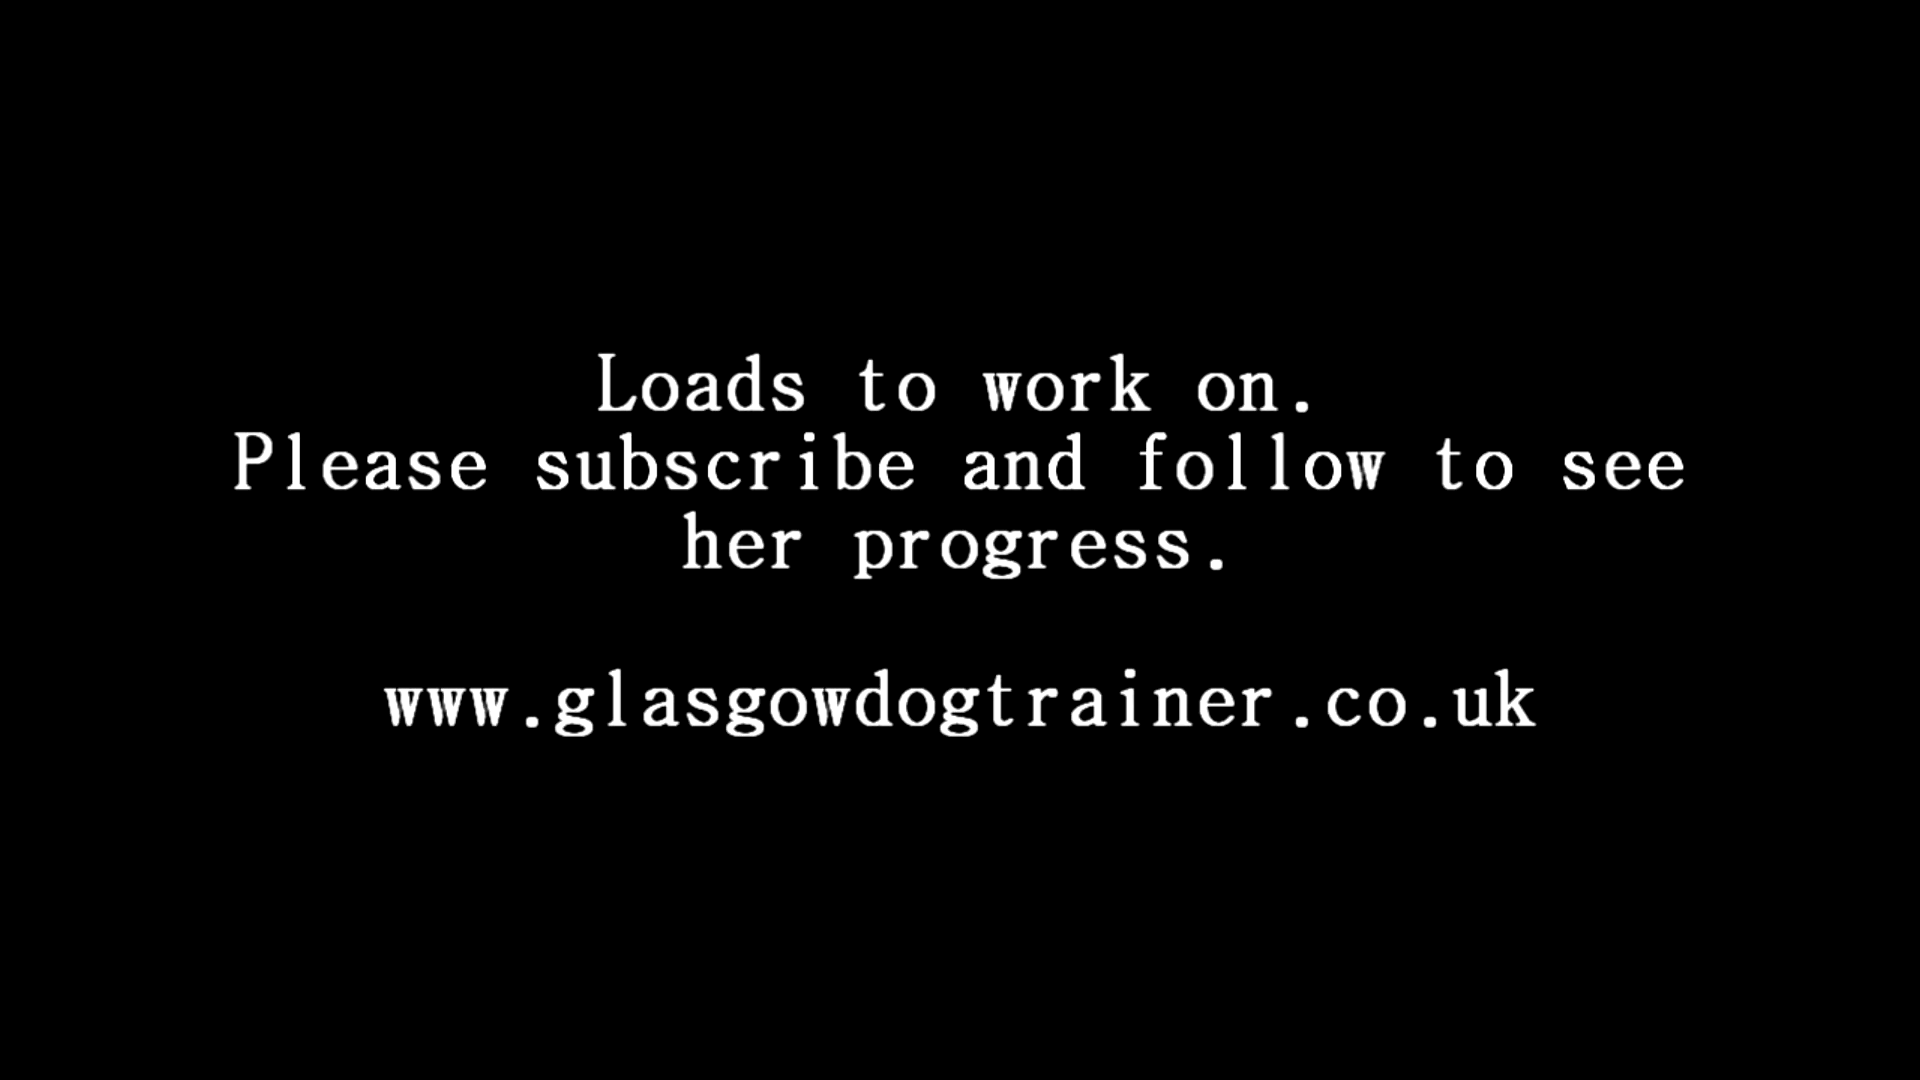 Loads to work on.
Please subscribe and follow to see
her progress.
www.glasgowdogtrainer.co.uk